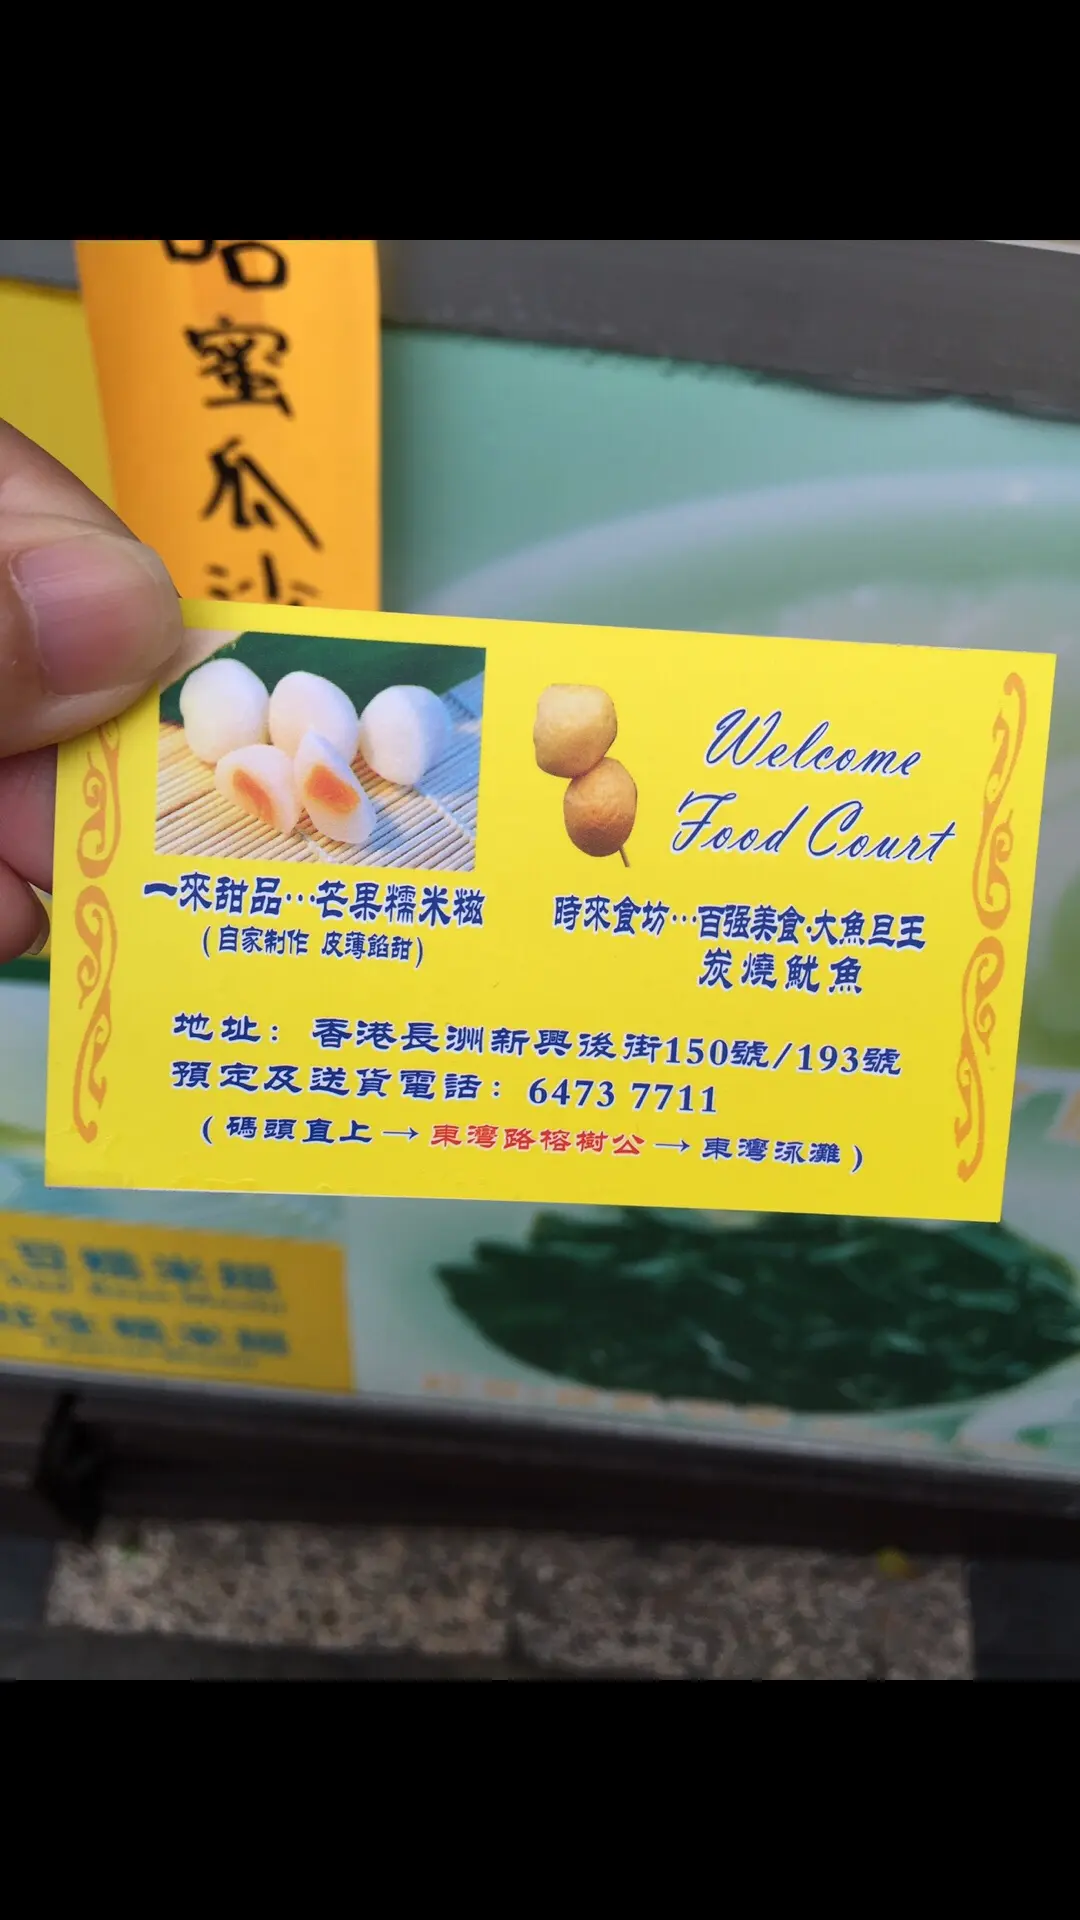 蜜
瓜
沙
Welcome
Food Court
一來甜品…芒果糯米糍
(自家制作 皮薄餡甜)
時來食坊…百强美食·大魚旦王
炭燒魷魚
地址：香港長洲新興後街150號/193號
預定及送貨電話：6473 7711
(碼頭直上→東灣路榕樹公→東灣泳灘)